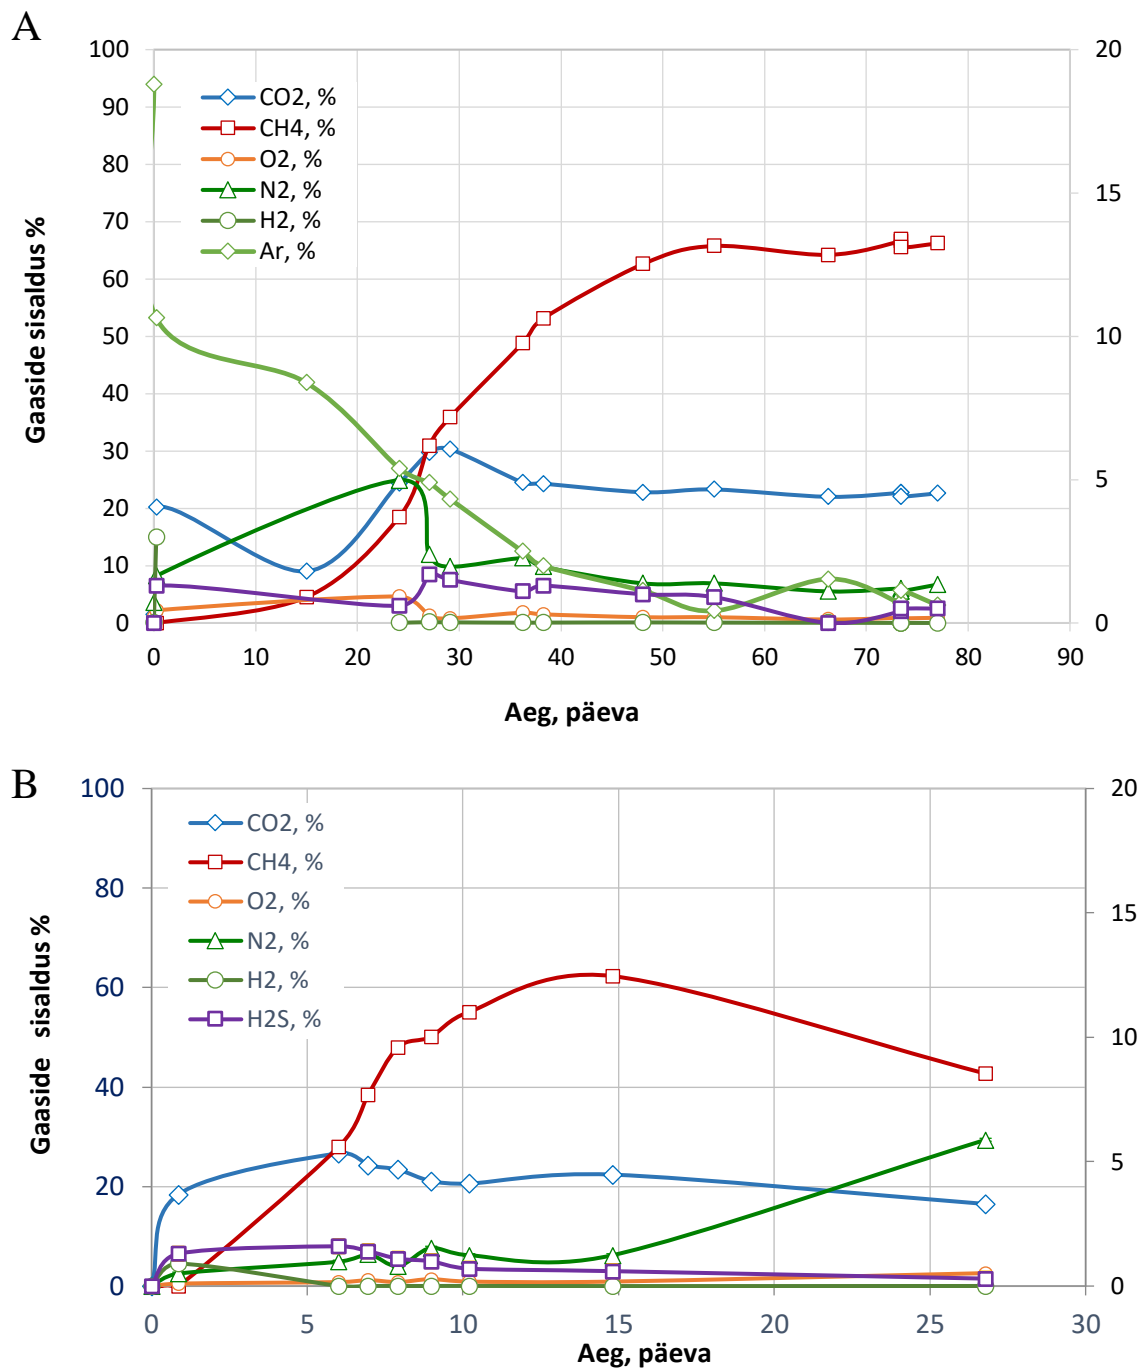 A
100
90
80
70
60
50
40
30
20
10
0
Gaaside sisaldus %
CO2, %
CH4, %
O2, %
N2, %
H2, %
Ar, %
20
15
10
5
0
0 10 20 30 40 50 60 70 80 90
Aeg, päeva
B
100
80
60
40
20
0
Gaaside sisaldus %
CO2, %
CH4, %
O2, %
N2, %
H2, %
H2S, %
20
15
10
5
0
0 5 10 15 20 25 30
Aeg, päeva